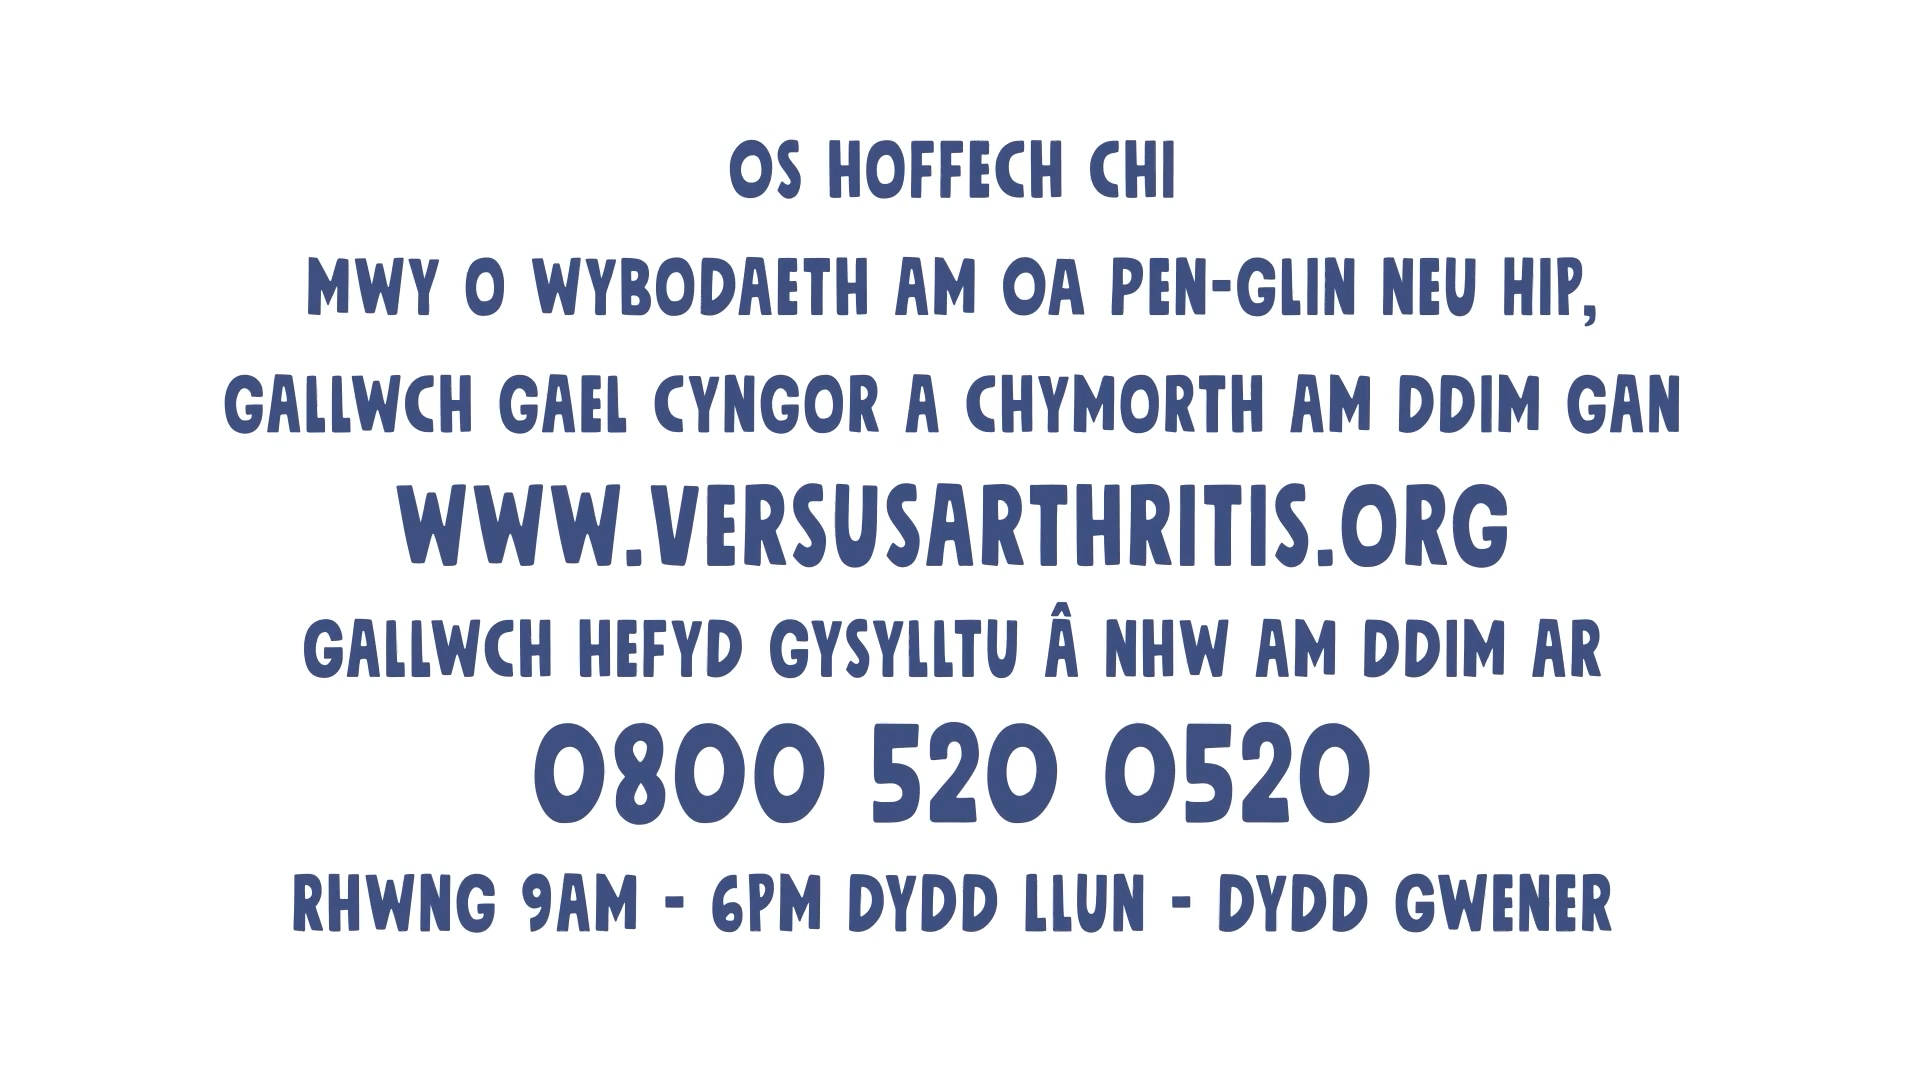 OS HOFFECH CHI
MWY O WYBODAETH AM OA PEN-GLIN NEU HIP,
GALLWCH GAEL CYNGOR A CHYMORTH AM DDIM GAN
WWW.VERSUSARTHRITIS.ORG
GALLWCH HEFYD GYSYLLTU Â NHW AM DDIM AR
0800 520 0520
RHWNG 9AM - 6PM DYDD LLUN - DYDD GWENER